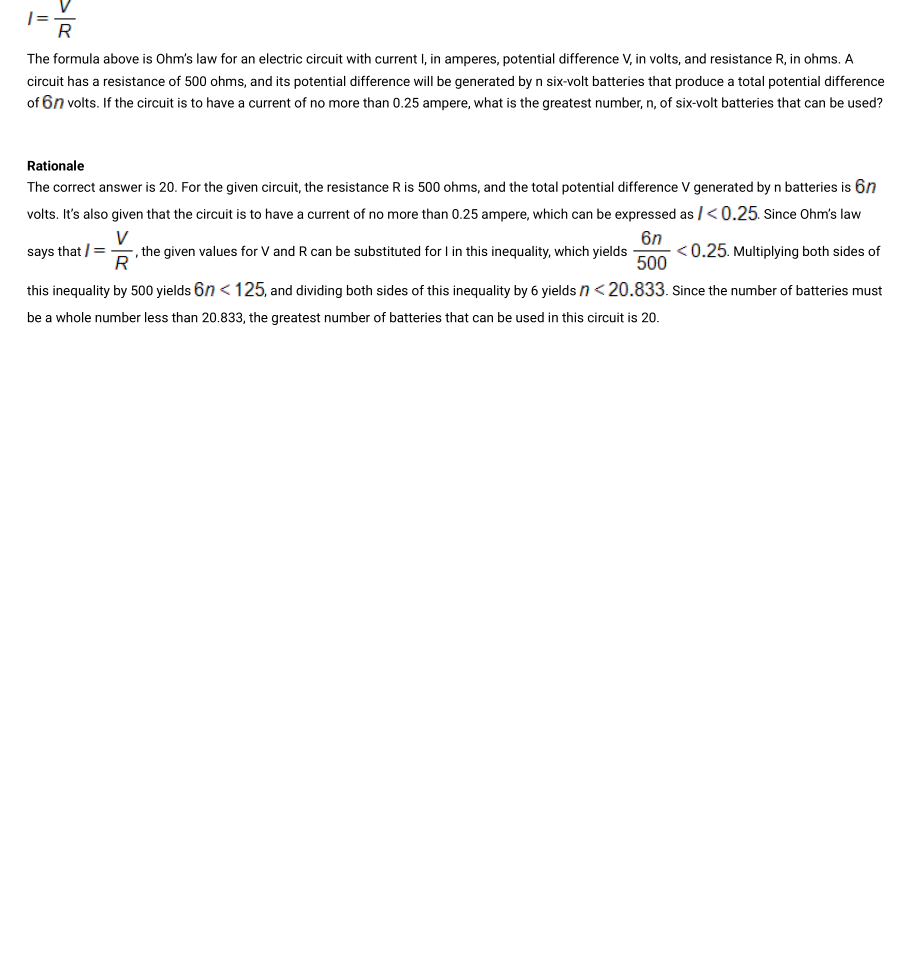 I = V/R
The formula above is Ohm's law for an electric circuit with current I, in amperes, potential difference V, in volts, and resistance R, in ohms. A
circuit has a resistance of 500 ohms, and its potential difference will be generated by n six-volt batteries that produce a total potential difference
of 6n volts. If the circuit is to have a current of no more than 0.25 ampere, what is the greatest number, n, of six-volt batteries that can be used?
Rationale
The correct answer is 20. For the given circuit, the resistance R is 500 ohms, and the total potential difference V generated by n batteries is 6n
volts. It's also given that the circuit is to have a current of no more than 0.25 ampere, which can be expressed as I < 0.25. Since Ohm's law
says that I = V/R, the given values for V and R can be substituted for I in this inequality, which yields 6n/500 < 0.25. Multiplying both sides of
this inequality by 500 yields 6n < 125, and dividing both sides of this inequality by 6 yields n < 20.833. Since the number of batteries must
be a whole number less than 20.833, the greatest number of batteries that can be used in this circuit is 20.